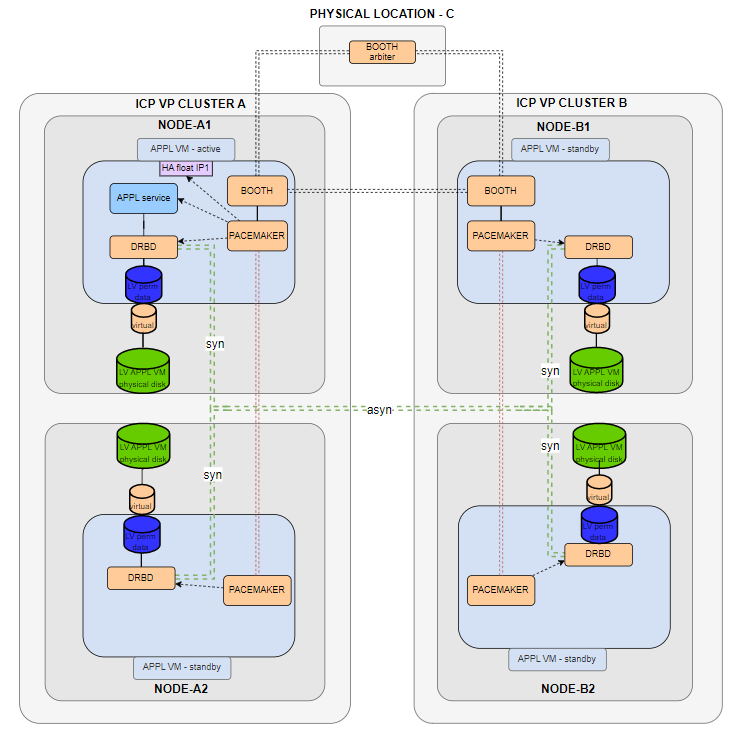 PHYSICAL LOCATION - C
BOOTH
arbiter
ICP VP CLUSTER A
NODE-A1
APPL VM - active
HA float IP1
APPL service
BOOTH
PACEMAKER
DRBD
LV perm
data
virtual
LV APPL VM
physical disk
syn
ICP VP CLUSTER B
NODE-B1
APPL VM - standby
BOOTH
PACEMAKER
DRBD
LV perm
data
virtual
LV APPL VM
physical disk
syn
asyn
LV APPL VM
physical disk
syn
virtual
LV perm
data
DRBD
PACEMAKER
APPL VM - standby
NODE-A2
LV APPL VM
physical disk
syn
virtual
LV perm
data
DRBD
PACEMAKER
APPL VM - standby
NODE-B2